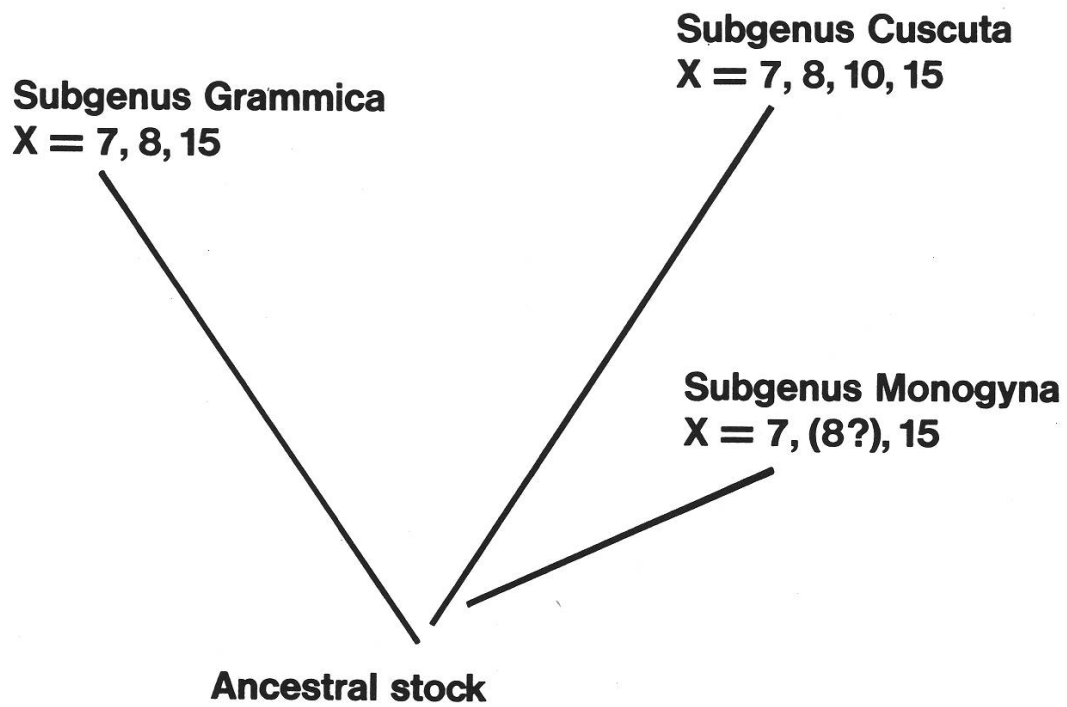 Subgenus Cuscuta
X = 7, 8, 10, 15
Subgenus Grammica
X = 7, 8, 15
Subgenus Monogyna
X = 7, (8?), 15
Ancestral stock